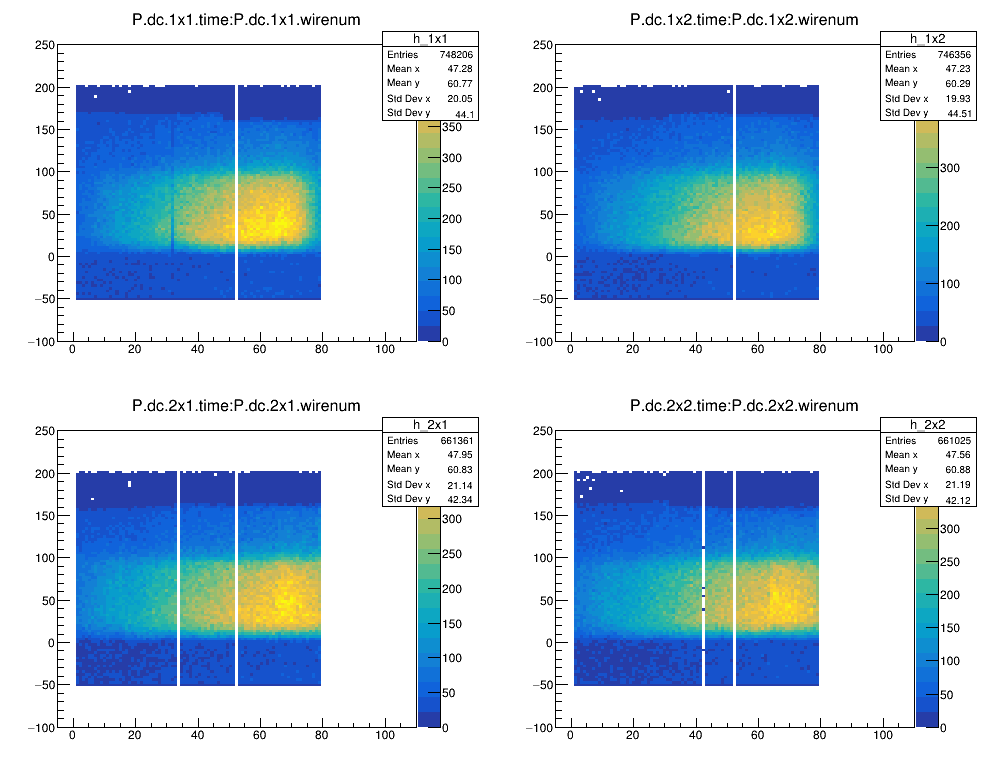 P.dc.1x1.time:P.dc.1x1.wirenum
h_1x1
Entries 748206
Mean x 47.28
Mean y 60.77
Std Dev x 20.05
Std Dev y 44.1
250
200
150
100
50
0
−50
−100
0 20 40 60 80 100
350
300
250
200
150
100
50
0
P.dc.1x2.time:P.dc.1x2.wirenum
h_1x2
Entries 746356
Mean x 47.23
Mean y 60.29
Std Dev x 19.93
Std Dev y 44.51
250
200
150
100
50
0
−50
−100
0 20 40 60 80 100
300
200
100
0
P.dc.2x1.time:P.dc.2x1.wirenum
h_2x1
Entries 661361
Mean x 47.95
Mean y 60.83
Std Dev x 21.14
Std Dev y 42.34
250
200
150
100
50
0
−50
−100
0 20 40 60 80 100
300
250
200
150
100
50
0
P.dc.2x2.time:P.dc.2x2.wirenum
h_2x2
Entries 661025
Mean x 47.56
Mean y 60.88
Std Dev x 21.19
Std Dev y 42.12
250
200
150
100
50
0
−50
−100
0 20 40 60 80 100
300
250
200
150
100
50
0